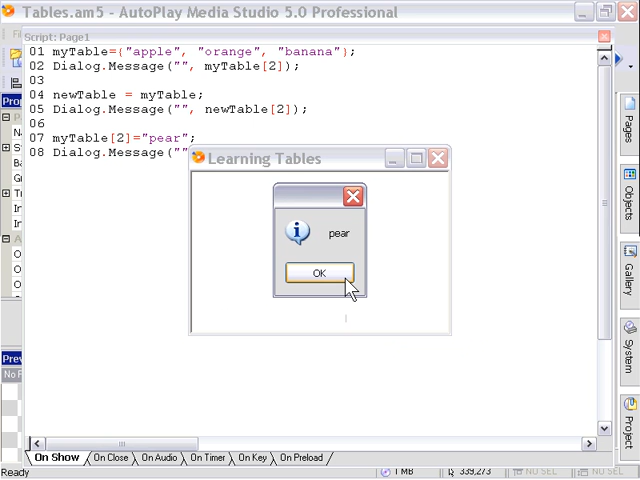 Tables.am5 - AutoPlay Media Studio 5.0 Professional
Script: Page1
01 myTable={"apple", "orange", "banana"};
02 Dialog.Message("", myTable[2]);
03
04 newTable = myTable;
05 Dialog.Message("", newTable[2]);
06
07 myTable[2]="pear";
08 Dialog.Message(""
Learning Tables
pear
OK
Pages
Objects
Gallery
System
Project
On Show
On Close
On Audio
On Timer
On Key
On Preload
Ready
1 MB
339,273
NO SEL
NO SEL